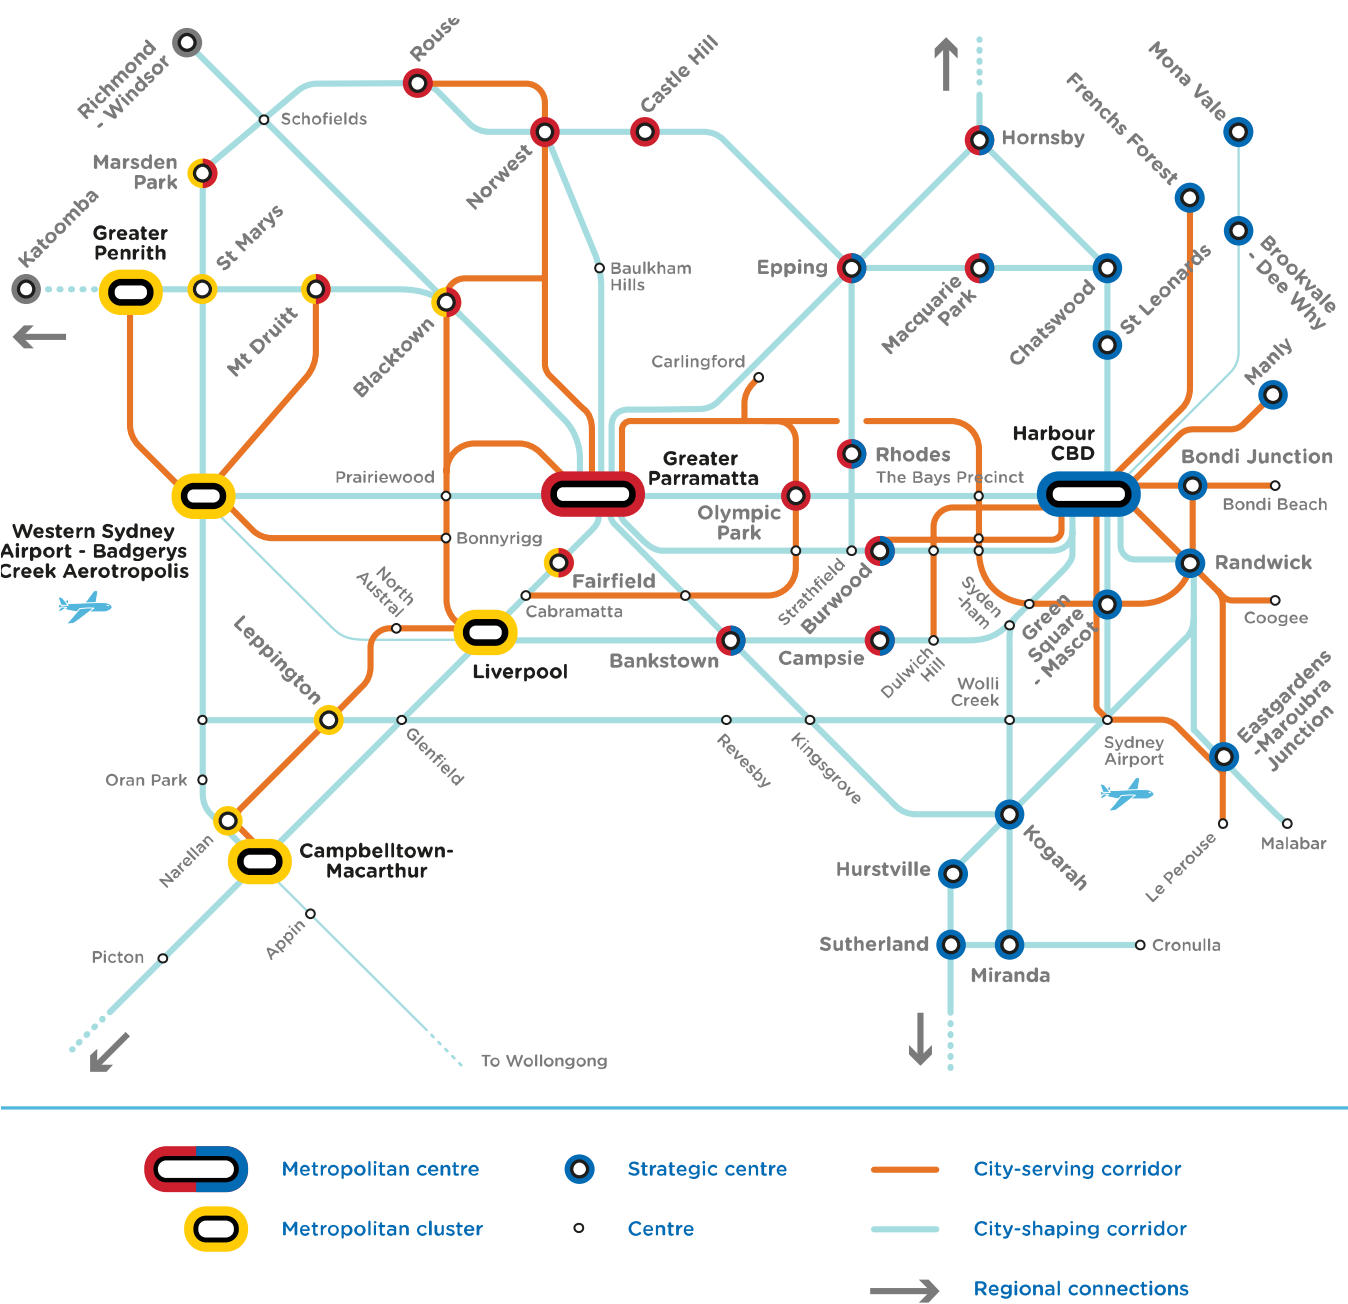 Richmond
- Windsor
Rouse
Castle Hill
Mona Vale
Frenchs Forest
Schofields
Hornsby
Marsden
Park
Norwest
Katoomba
Greater
Penrith
St Marys
Baulkham
Hills
Epping
Macquarie
Park
Chatswood
St Leonards
Brookvale
- Dee Why
Mt Druitt
Blacktown
Carlingford
Manly
Harbour
CBD
Greater
Parramatta
Rhodes
The Bays Precinct
Bondi Junction
Bondi Beach
Prairiewood
Olympic
Park
Western Sydney
Airport - Badgerys
Creek Aerotropolis
Bonnyrigg
Fairfield
Strathfield
Burwood
Randwick
North
Austral
Cabramatta
Syden
-ham
Green
Square
- Mascot
Coogee
Leppington
Liverpool
Bankstown
Campsie
Dulwich
Hill
Wolli
Creek
Eastgardens
-Maroubra
Junction
Glenfield
Revesby
Kingsgrove
Sydney
Airport
Oran Park
Narellan
Campbelltown-
Macarthur
Hurstville
Kogarah
Le Perouse
Malabar
Picton
Appin
Sutherland
Miranda
Cronulla
To Wollongong
Metropolitan centre
Strategic centre
City-serving corridor
Metropolitan cluster
Centre
City-shaping corridor
Regional connections